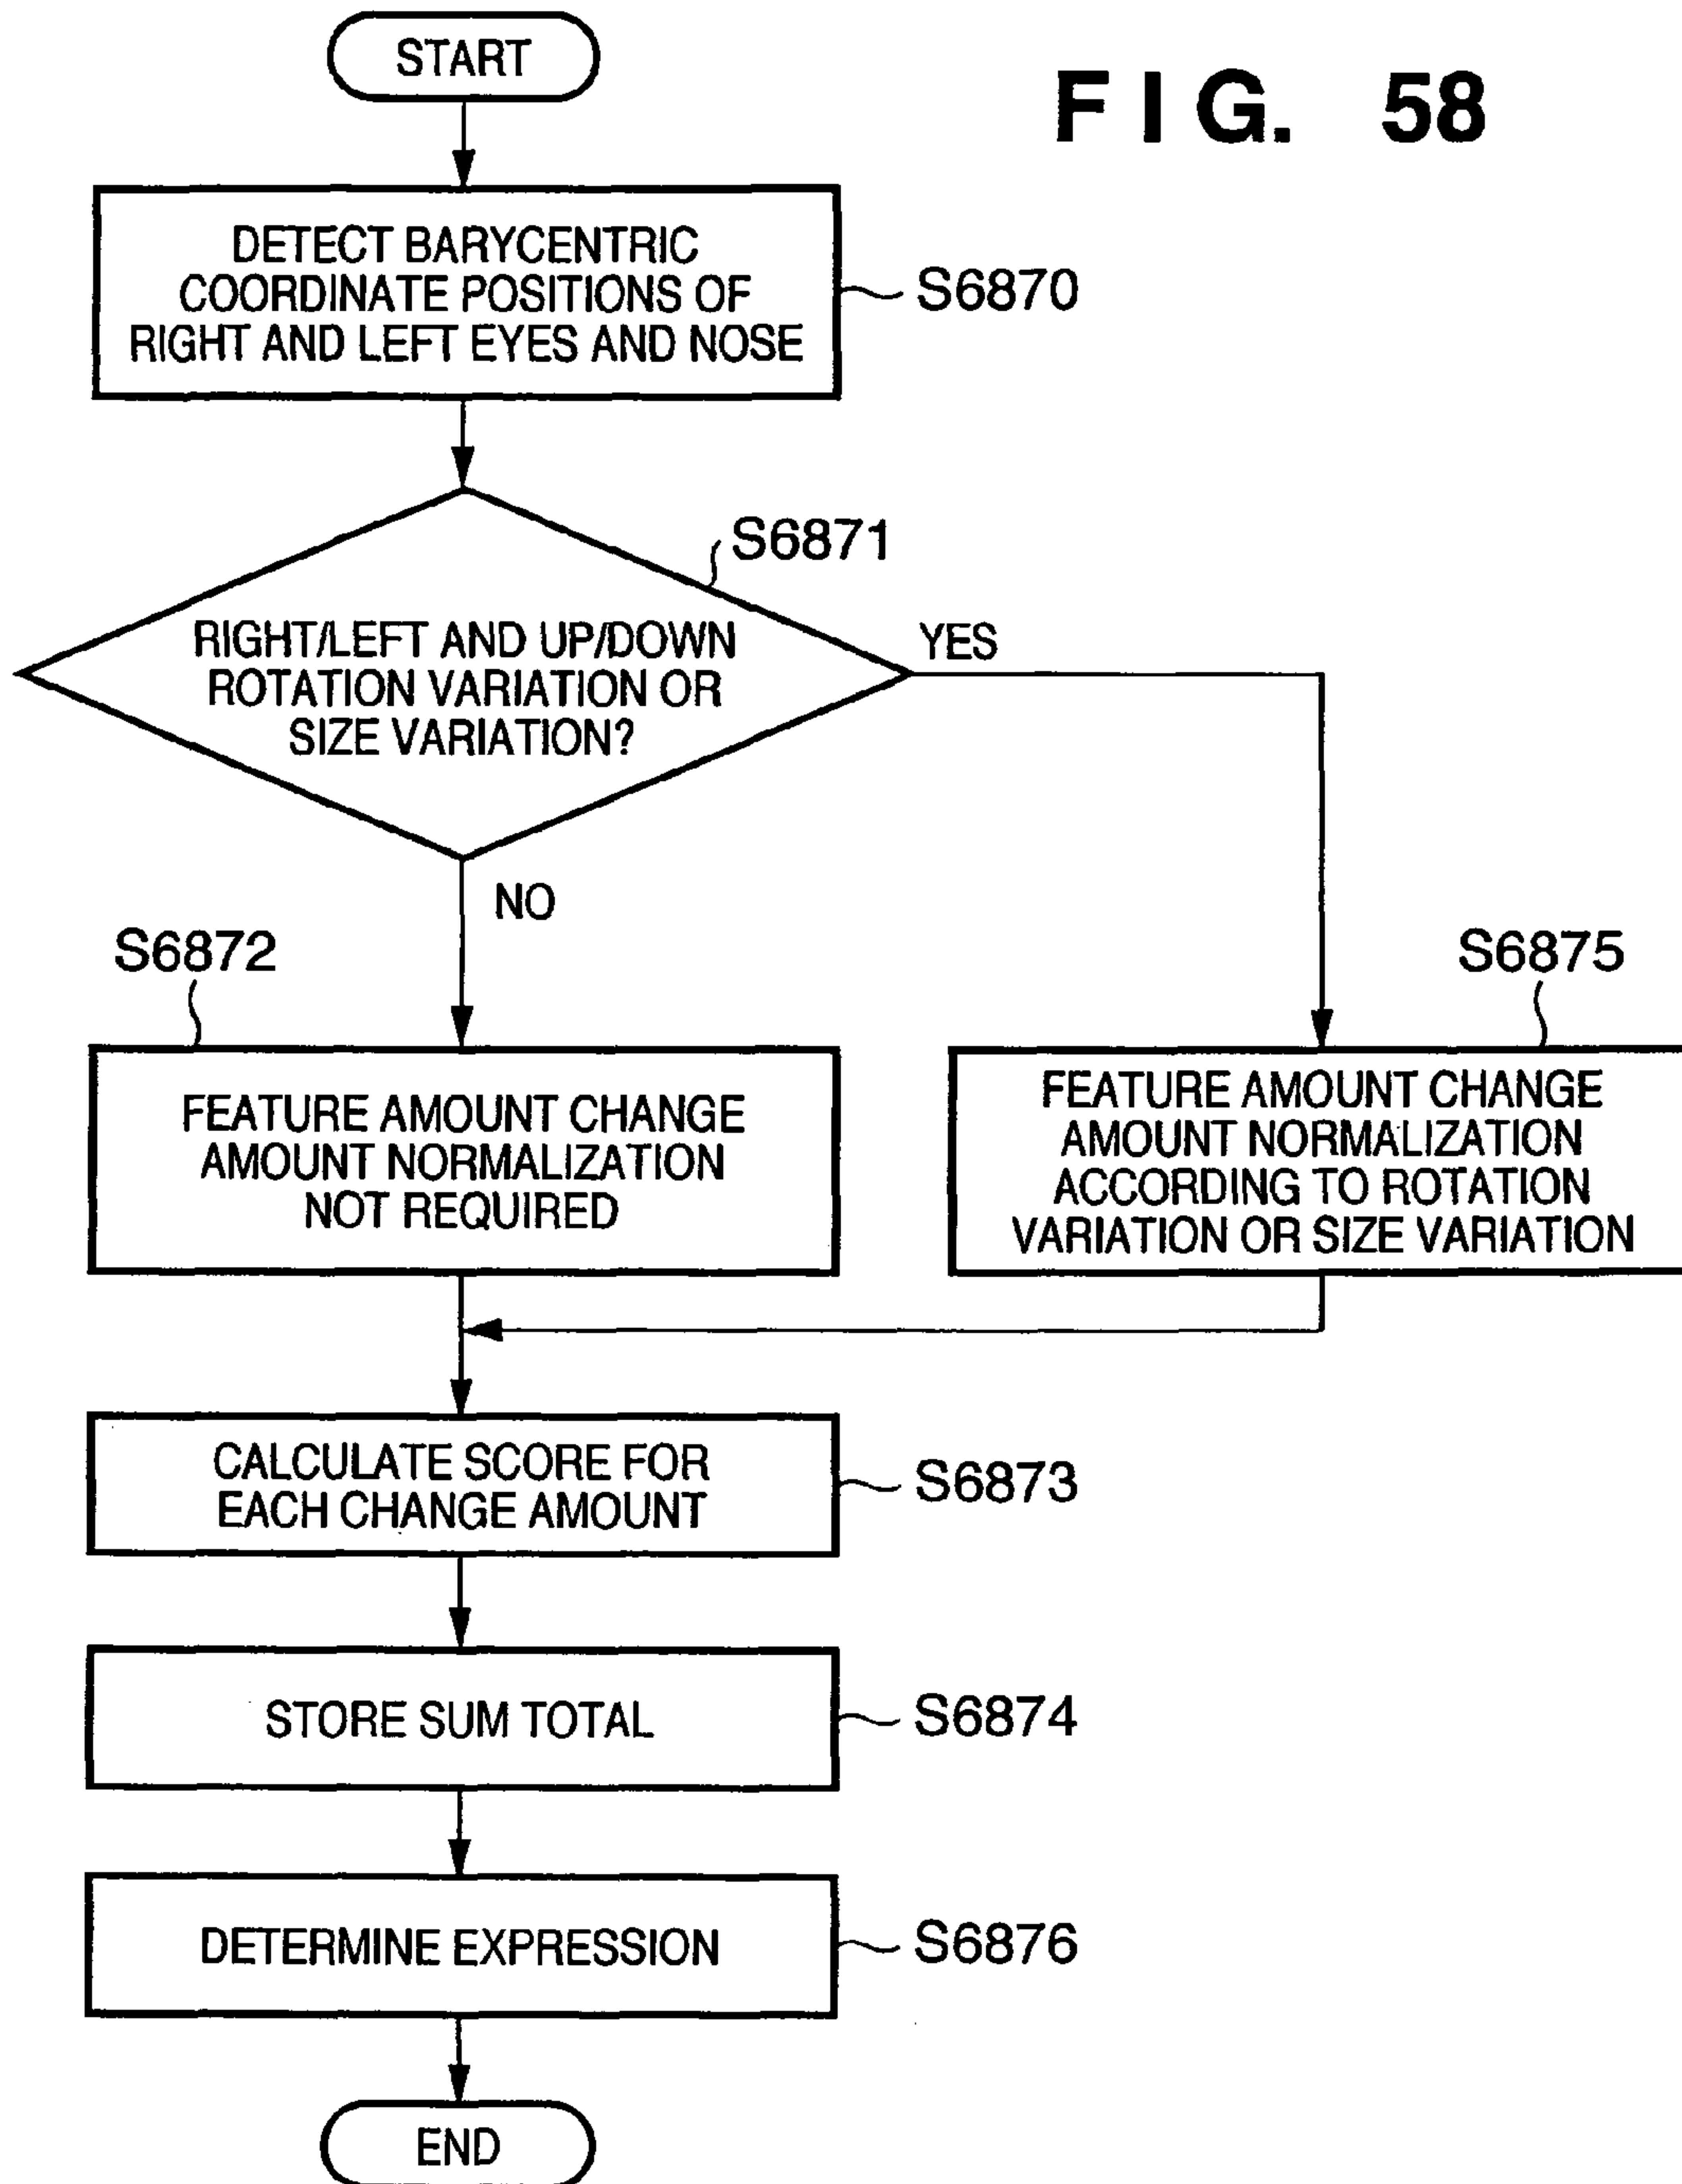 START
FIG. 58
DETECT BARYCENTRIC
COORDINATE POSITIONS OF
RIGHT AND LEFT EYES AND NOSE
S6870
S6871
RIGHT/LEFT AND UP/DOWN
ROTATION VARIATION OR
SIZE VARIATION?
YES
NO
S6872
S6875
FEATURE AMOUNT CHANGE
AMOUNT NORMALIZATION
NOT REQUIRED
FEATURE AMOUNT CHANGE
AMOUNT NORMALIZATION
ACCORDING TO ROTATION
VARIATION OR SIZE VARIATION
CALCULATE SCORE FOR
EACH CHANGE AMOUNT
S6873
STORE SUM TOTAL
S6874
DETERMINE EXPRESSION
S6876
END